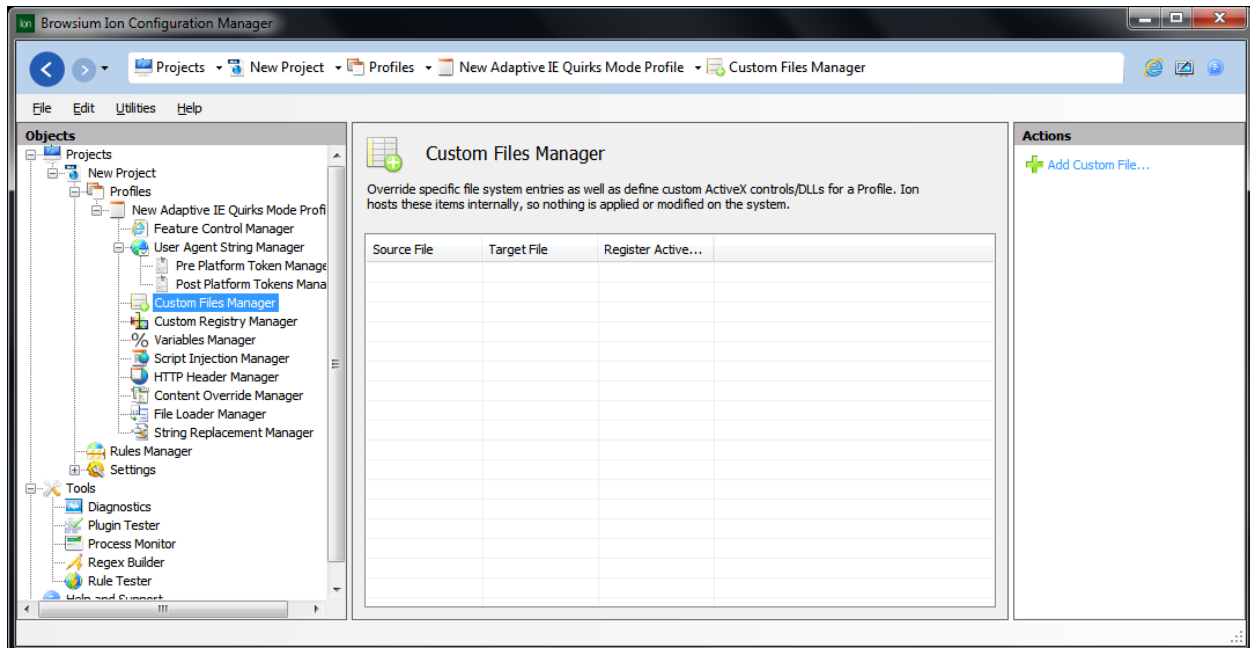 Ion Browsium Ion Configuration Manager
Projects New Project Profiles New Adaptive IE Quirks Mode Profile Custom Files Manager
File Edit Utilities Help
Objects
Projects
New Project
Profiles
New Adaptive IE Quirks Mode Profi
Feature Control Manager
User Agent String Manager
Pre Platform Token Manage
Post Platform Tokens Mana
Custom Files Manager
Custom Registry Manager
Variables Manager
Script Injection Manager
HTTP Header Manager
Content Override Manager
File Loader Manager
String Replacement Manager
Rules Manager
Settings
Tools
Diagnostics
Plugin Tester
Process Monitor
Regex Builder
Rule Tester
Help and Support
Custom Files Manager
Override specific file system entries as well as define custom ActiveX controls/DLLs for a Profile. Ion
hosts these items internally, so nothing is applied or modified on the system.
Source File Target File Register Active...
Actions
Add Custom File...